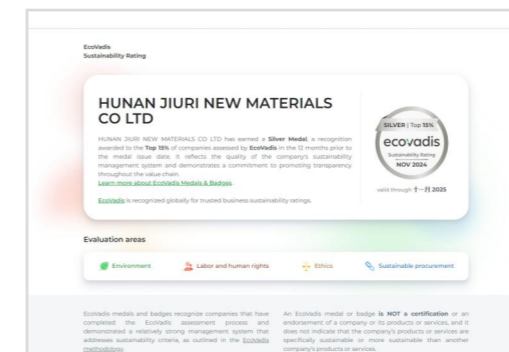 EcoVadis
Sustainability Rating
HUNAN JIURI NEW MATERIALS
CO LTD
HUNAN JIURI NEW MATERIALS CO LTD has earned a Silver Medal, a recognition
awarded to the Top 15% of companies assessed by EcoVadis in the 12 months prior to
the medal issue date. It reflects the quality of the company's sustainability
management system and demonstrates a commitment to promoting transparency
throughout the value chain.
Learn more about EcoVadis Medals & Badges.
EcoVadis is recognized globally for trusted business sustainability ratings.
SILVER | Top 15%
ecovadis
Sustainability Rating
NOV 2024
valid through 十一月 2025
Evaluation areas
Environment
Labor and human rights
Ethics
Sustainable procurement
EcoVadis medals and badges recognize companies that have
completed the EcoVadis assessment process and
demonstrated a relatively strong management system that
addresses sustainability criteria, as outlined in the EcoVadis
methodology.
An EcoVadis medal or badge is NOT a certification or an
endorsement of a company or its products or services, and it
does not indicate that the company's products or services are
specifically sustainable or more sustainable than another
company's products or services.